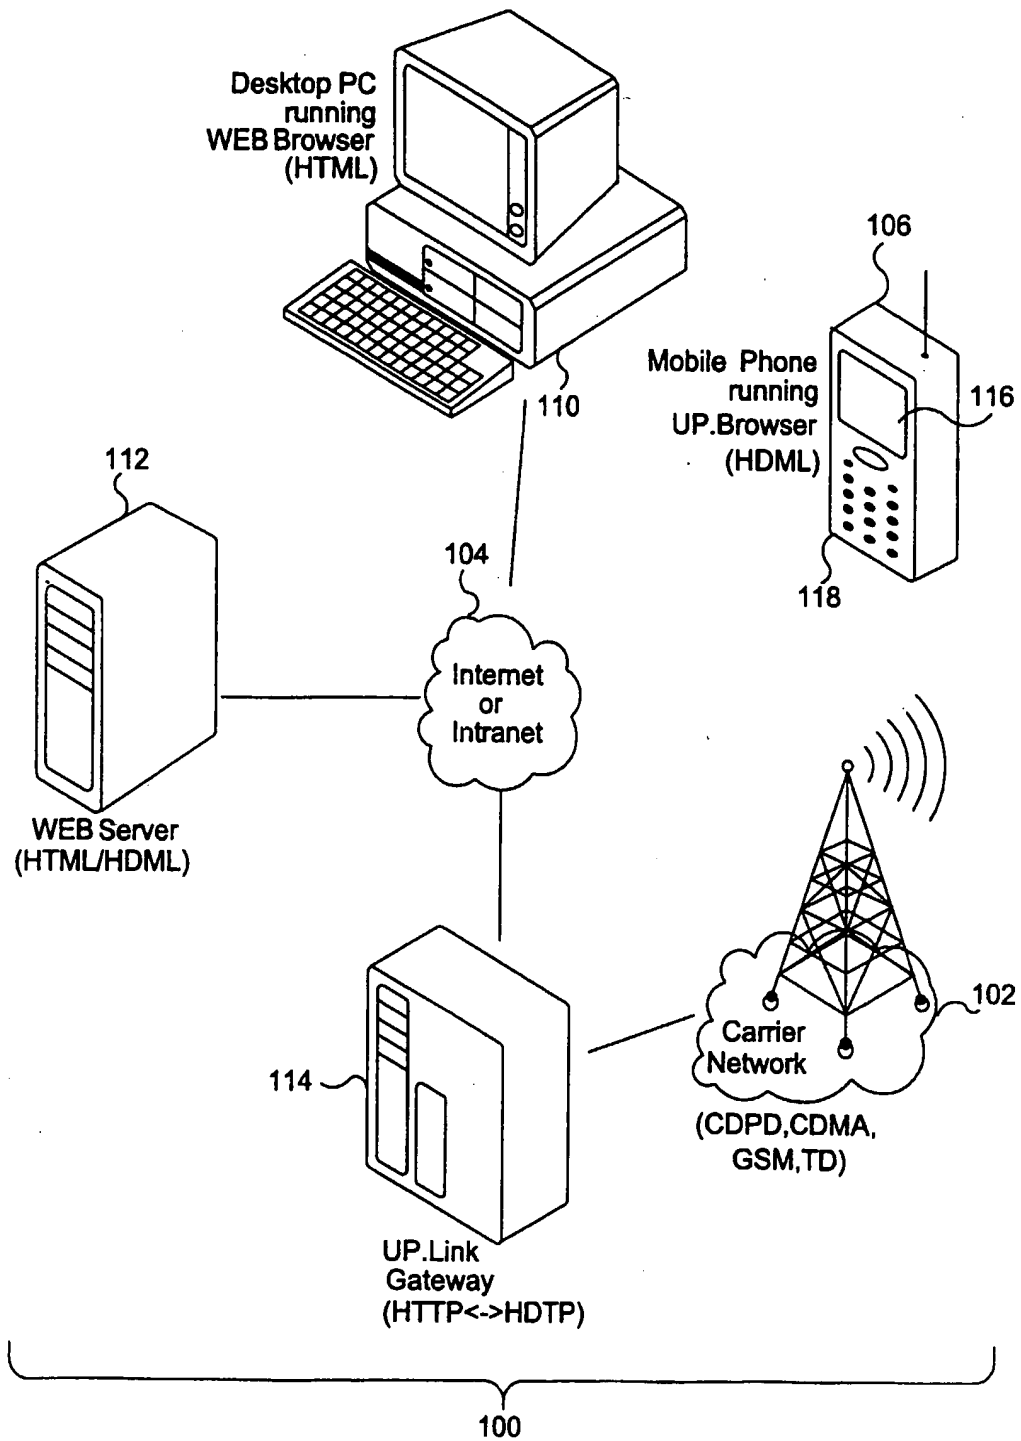 Desktop PC
running
WEB Browser
(HTML)
110
106
Mobile Phone
running
UP.Browser
(HDML)
116
118
112
WEB Server
(HTML/HDML)
104
Internet
or
Intranet
102
Carrier
Network
(CDPD,CDMA,
GSM,TD)
114
UP.Link
Gateway
(HTTP<->HDTP)
100